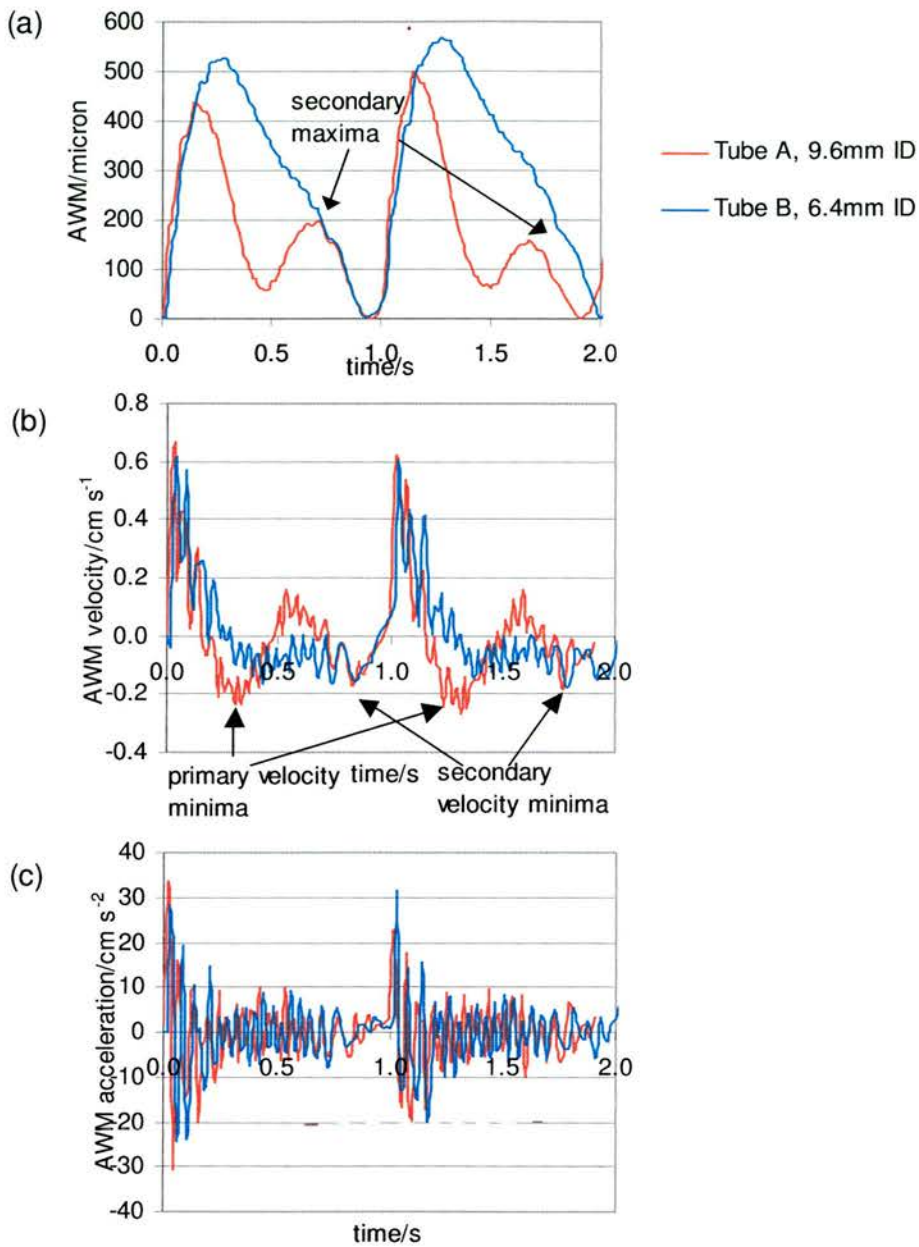 (a)
600
500
400
300
200
100
0
AWM/micron
secondary
maxima
0.0 0.5 1.0 1.5 2.0
time/s
Tube A, 9.6mm ID
Tube B, 6.4mm ID
(b)
0.8
0.6
0.4
0.2
0.0
-0.2
-0.4
AWM velocity/cm s-1
0.0 0.5 1.0 1.5 2.0
primary velocity
minima
time/s
secondary
velocity minima
(c)
40
30
20
10
0
10
-20
-30
-40
AWM acceleration/cm s-2
0.0 0.5 1.0 1.5 2.0
time/s